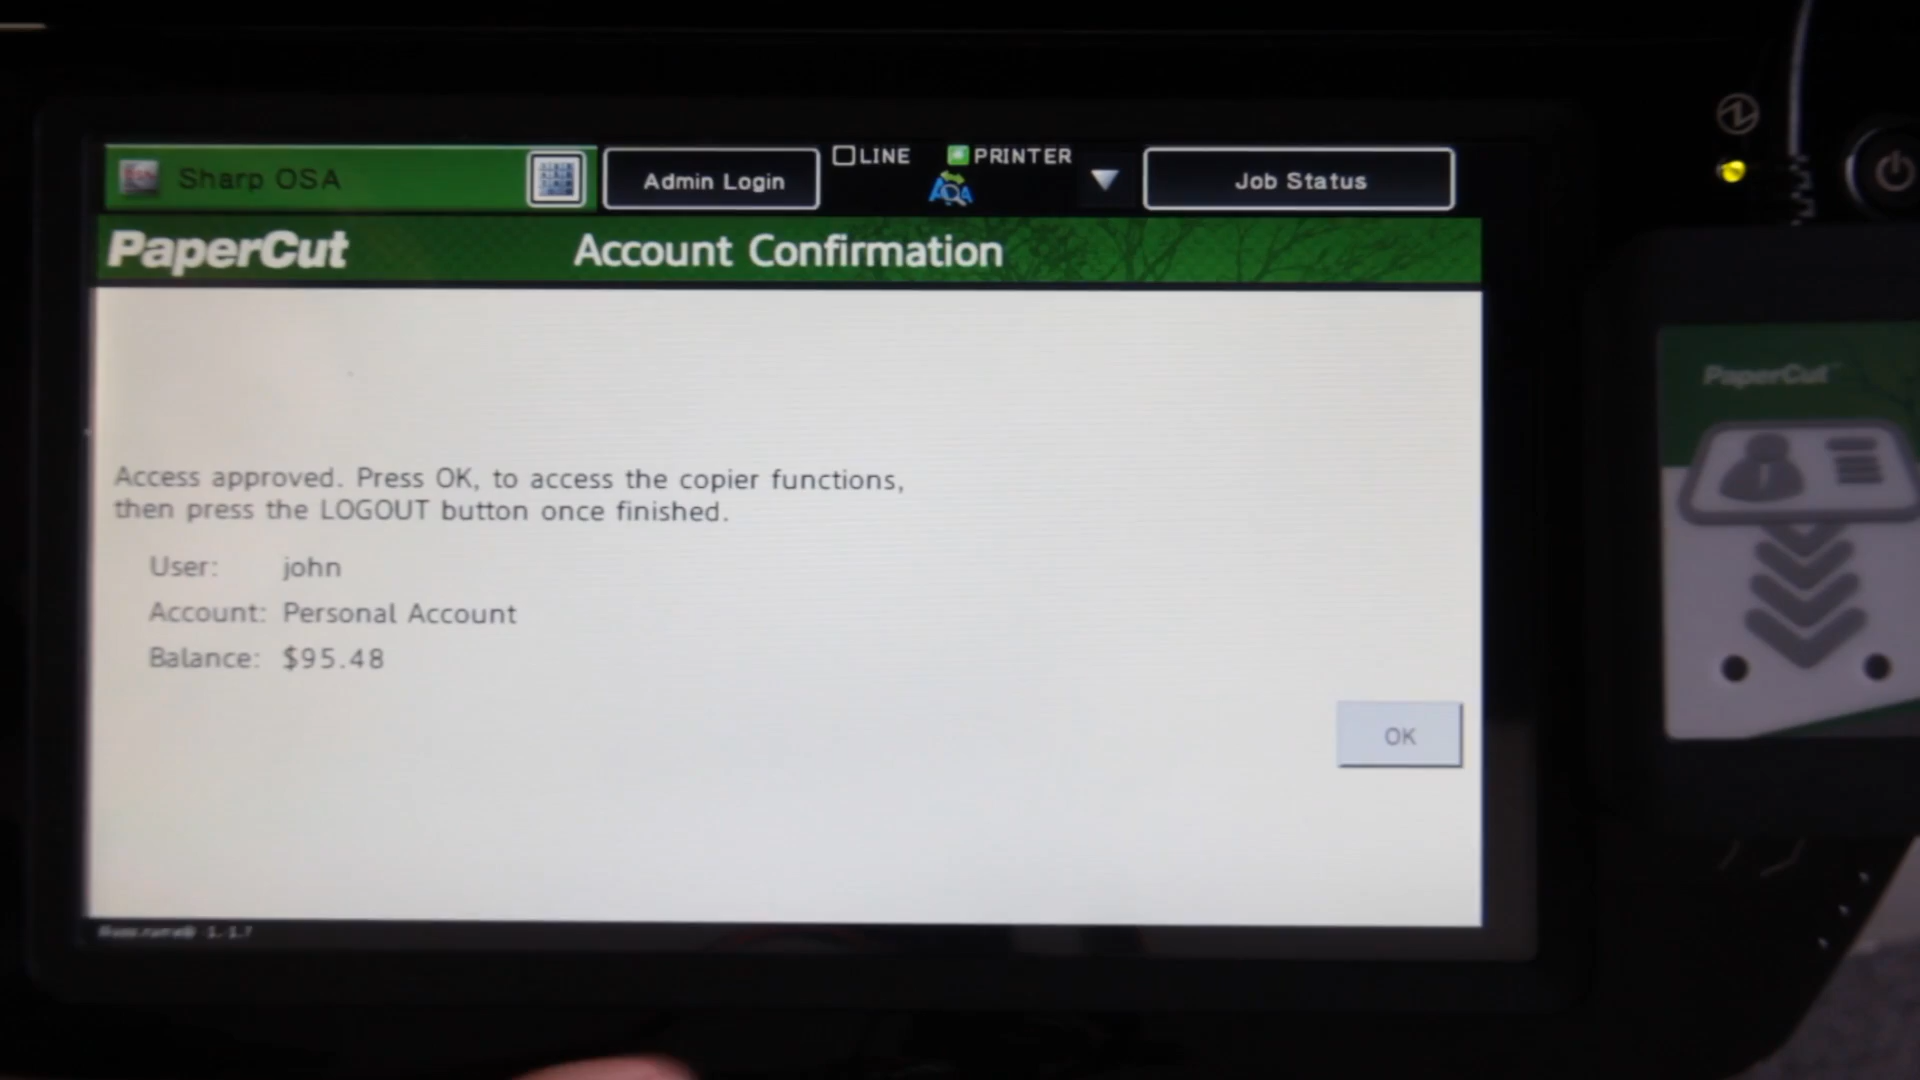 Sharp OSA
Admin Login
LINE
PRINTER
Job Status
PaperCut
Account Confirmation
Access approved. Press OK, to access the copier functions,
then press the LOGOUT button once finished.
User: john
Account: Personal Account
Balance: $95.48
OK
PaperCut